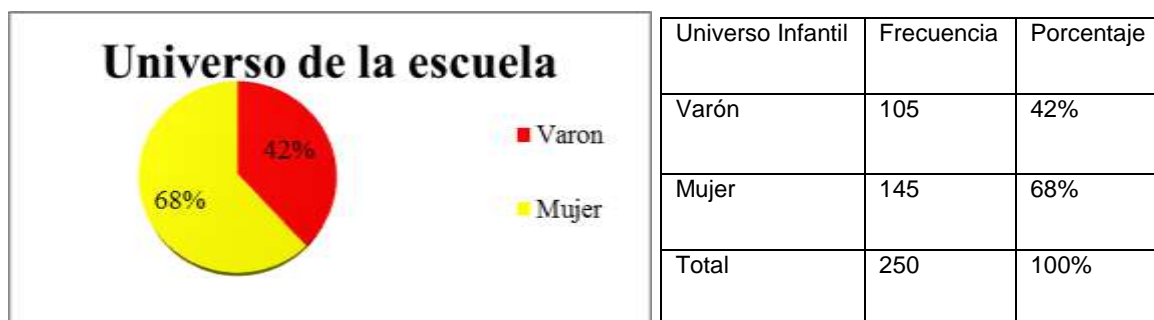 Universo de la escuela
42%
68%
Varon
Mujer
Universo Infantil Frecuencia Porcentaje
Varón 105 42%
Mujer 145 68%
Total 250 100%